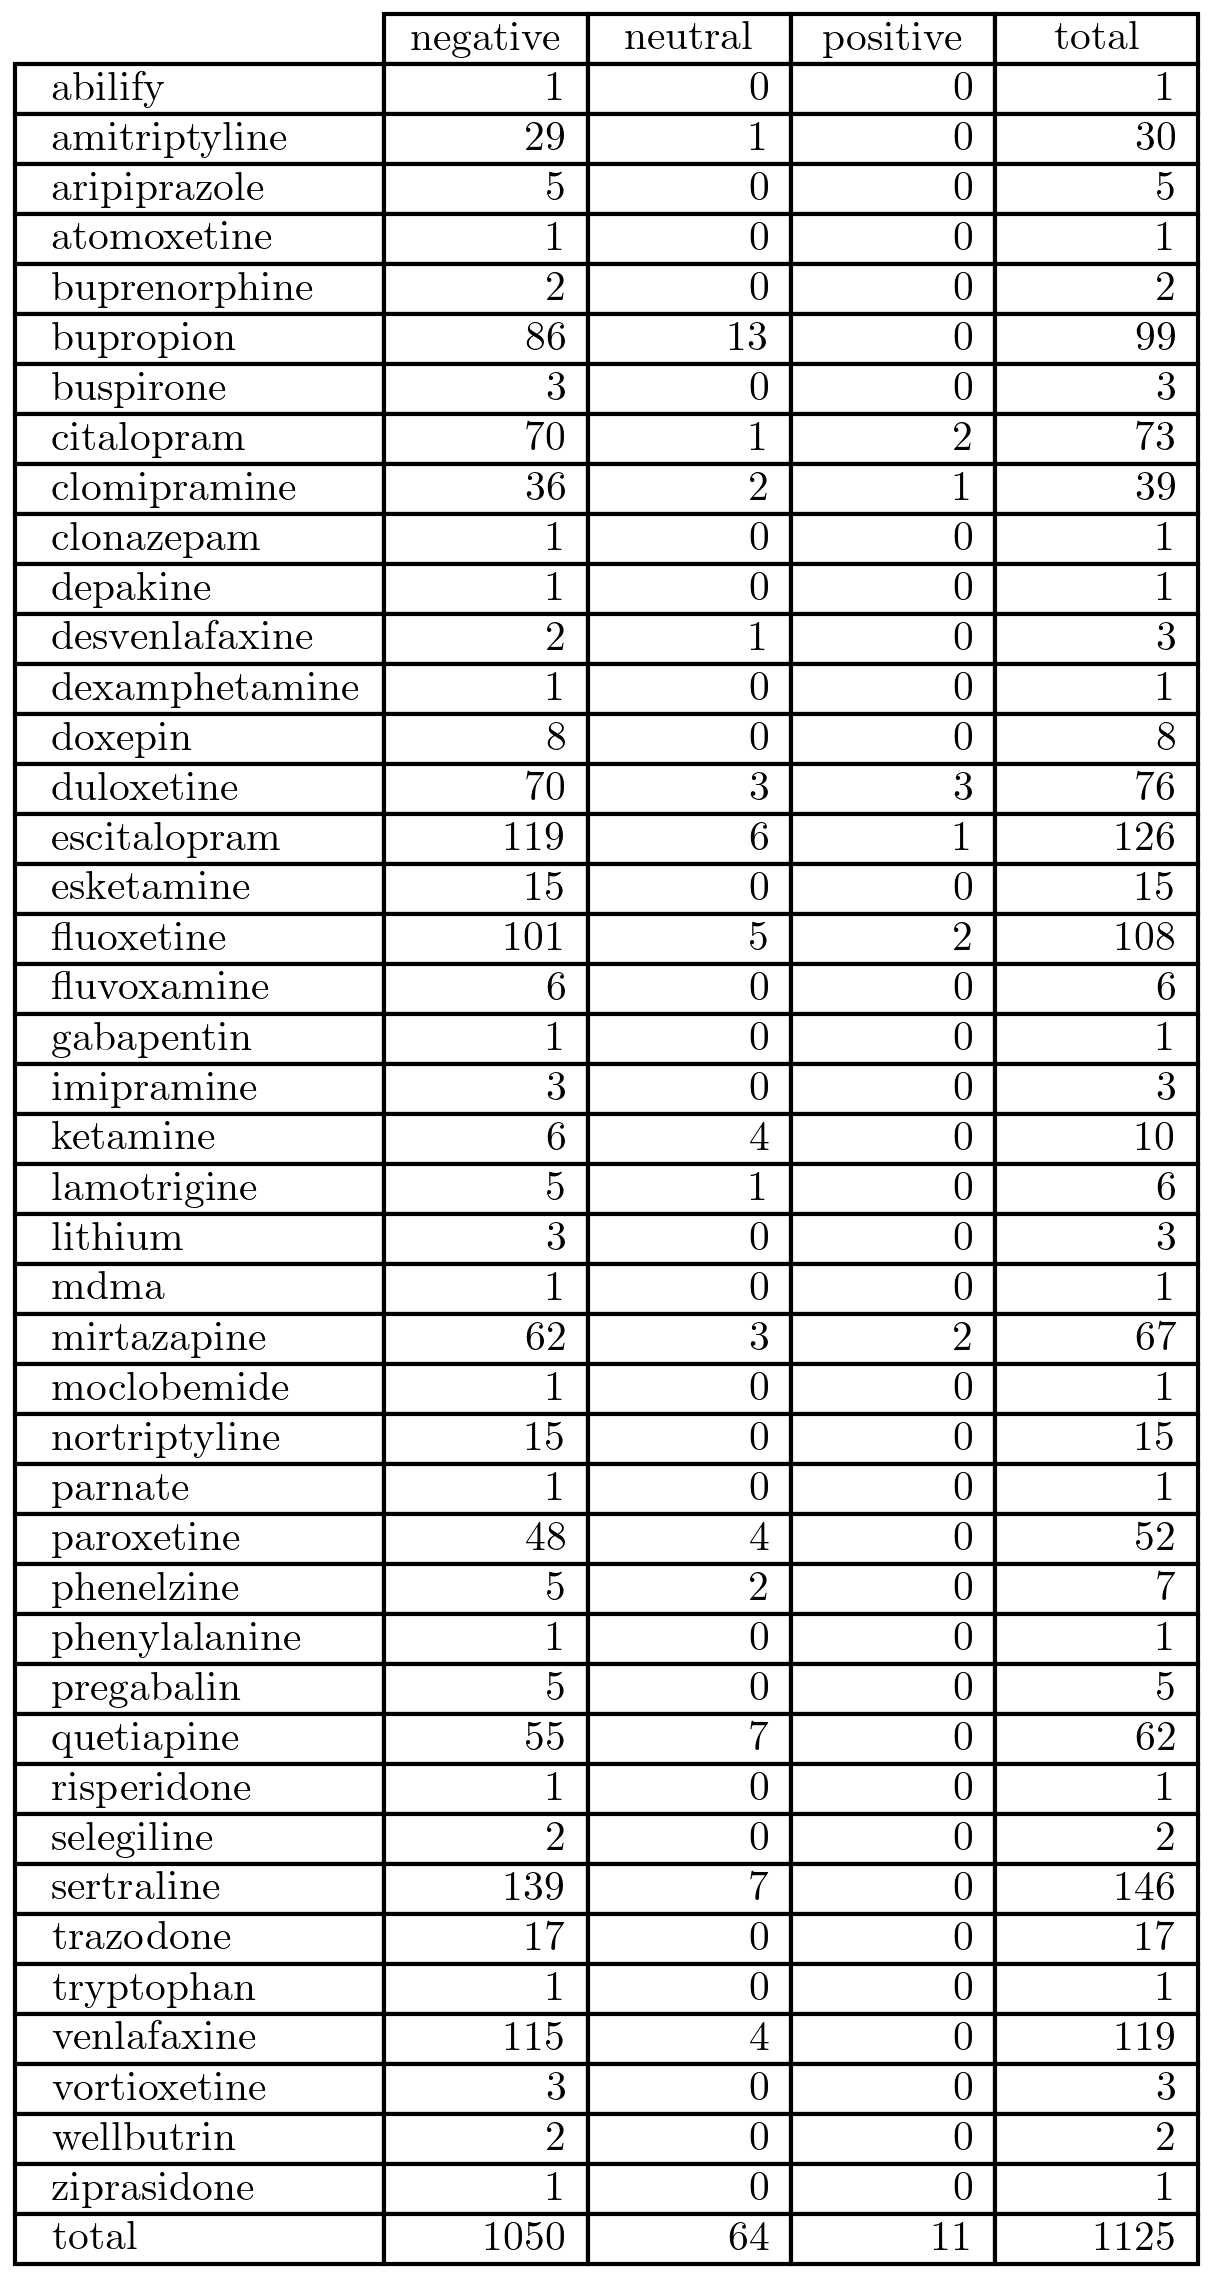 negative neutral positive total
abilify 1 0 0 1
amitriptyline 29 1 0 30
aripiprazole 5 0 0 5
atomoxetine 1 0 0 1
buprenorphine 2 0 0 2
bupropion 86 13 0 99
buspirone 3 0 0 3
citalopram 70 1 2 73
clomipramine 36 2 1 39
clonazepam 1 0 0 1
depakine 1 0 0 1
desvenlafaxine 2 1 0 3
dexamphetamine 1 0 0 1
doxepin 8 0 0 8
duloxetine 70 3 3 76
escitalopram 119 6 1 126
esketamine 15 0 0 15
fluoxetine 101 5 2 108
fluvoxamine 6 0 0 6
gabapentin 1 0 0 1
imipramine 3 0 0 3
ketamine 6 4 0 10
lamotrigine 5 1 0 6
lithium 3 0 0 3
mdma 1 0 0 1
mirtazapine 62 3 2 67
moclobemide 1 0 0 1
nortriptyline 15 0 0 15
parnate 1 0 0 1
paroxetine 48 4 0 52
phenelzine 5 2 0 7
phenylalanine 1 0 0 1
pregabalin 5 0 0 5
quetiapine 55 7 0 62
risperidone 1 0 0 1
selegiline 2 0 0 2
sertraline 139 7 0 146
trazodone 17 0 0 17
tryptophan 1 0 0 1
venlafaxine 115 4 0 119
vortioxetine 3 0 0 3
wellbutrin 2 0 0 2
ziprasidone 1 0 0 1
total 1050 64 11 1125